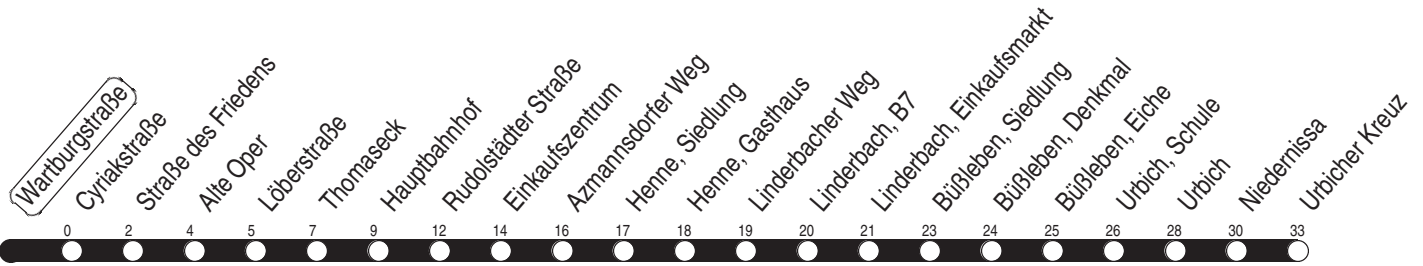 Wartburgstraße
Cyriakstraße
Straße des Friedens
Alte Oper
Löberstraße
Thomaseck
Hauptbahnhof
Rudolstädter Straße
Einkaufszentrum
Azmannsdorfer Weg
Henne, Siedlung
Henne, Gasthaus
Linderbacher Weg
Linderbach, B7
Linderbach, Einkaufsmarkt
Büßleben, Siedlung
Büßleben, Denkmal
Büßleben, Eiche
Urbich, Schule
Urbich
Niedernissa
Urbicher Kreuz
0 2 4 5 7 9 12 14 16 17 18 19 20 21 23 24 25 26 28 30 33